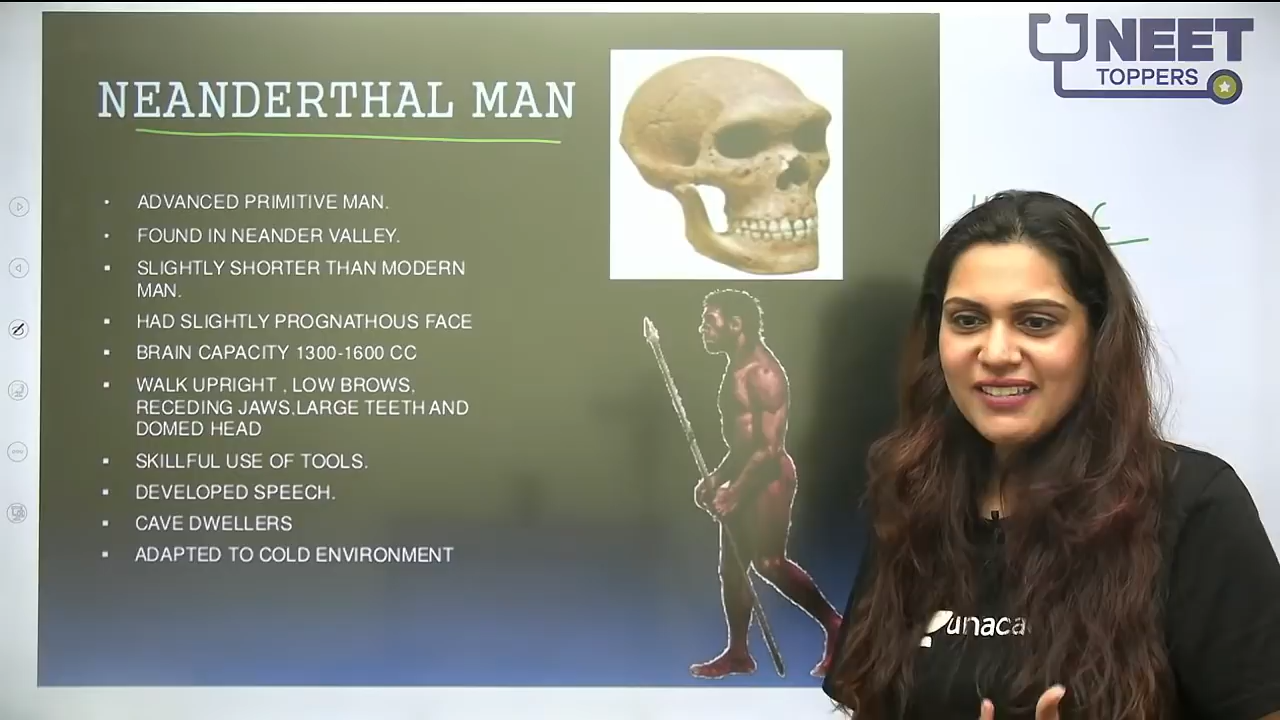 NEET
TOPPERS
NEANDERTHAL MAN
ADVANCED PRIMITIVE MAN.
FOUND IN NEANDER VALLEY.
SLIGHTLY SHORTER THAN MODERN
MAN.
HAD SLIGHTLY PROGNATHOUS FACE
BRAIN CAPACITY 1300-1600 CC
WALK UPRIGHT , LOW BROWS,
RECEDING JAWS,LARGE TEETH AND
DOMED HEAD
SKILLFUL USE OF TOOLS.
DEVELOPED SPEECH.
CAVE DWELLERS
ADAPTED TO COLD ENVIRONMENT
unaca